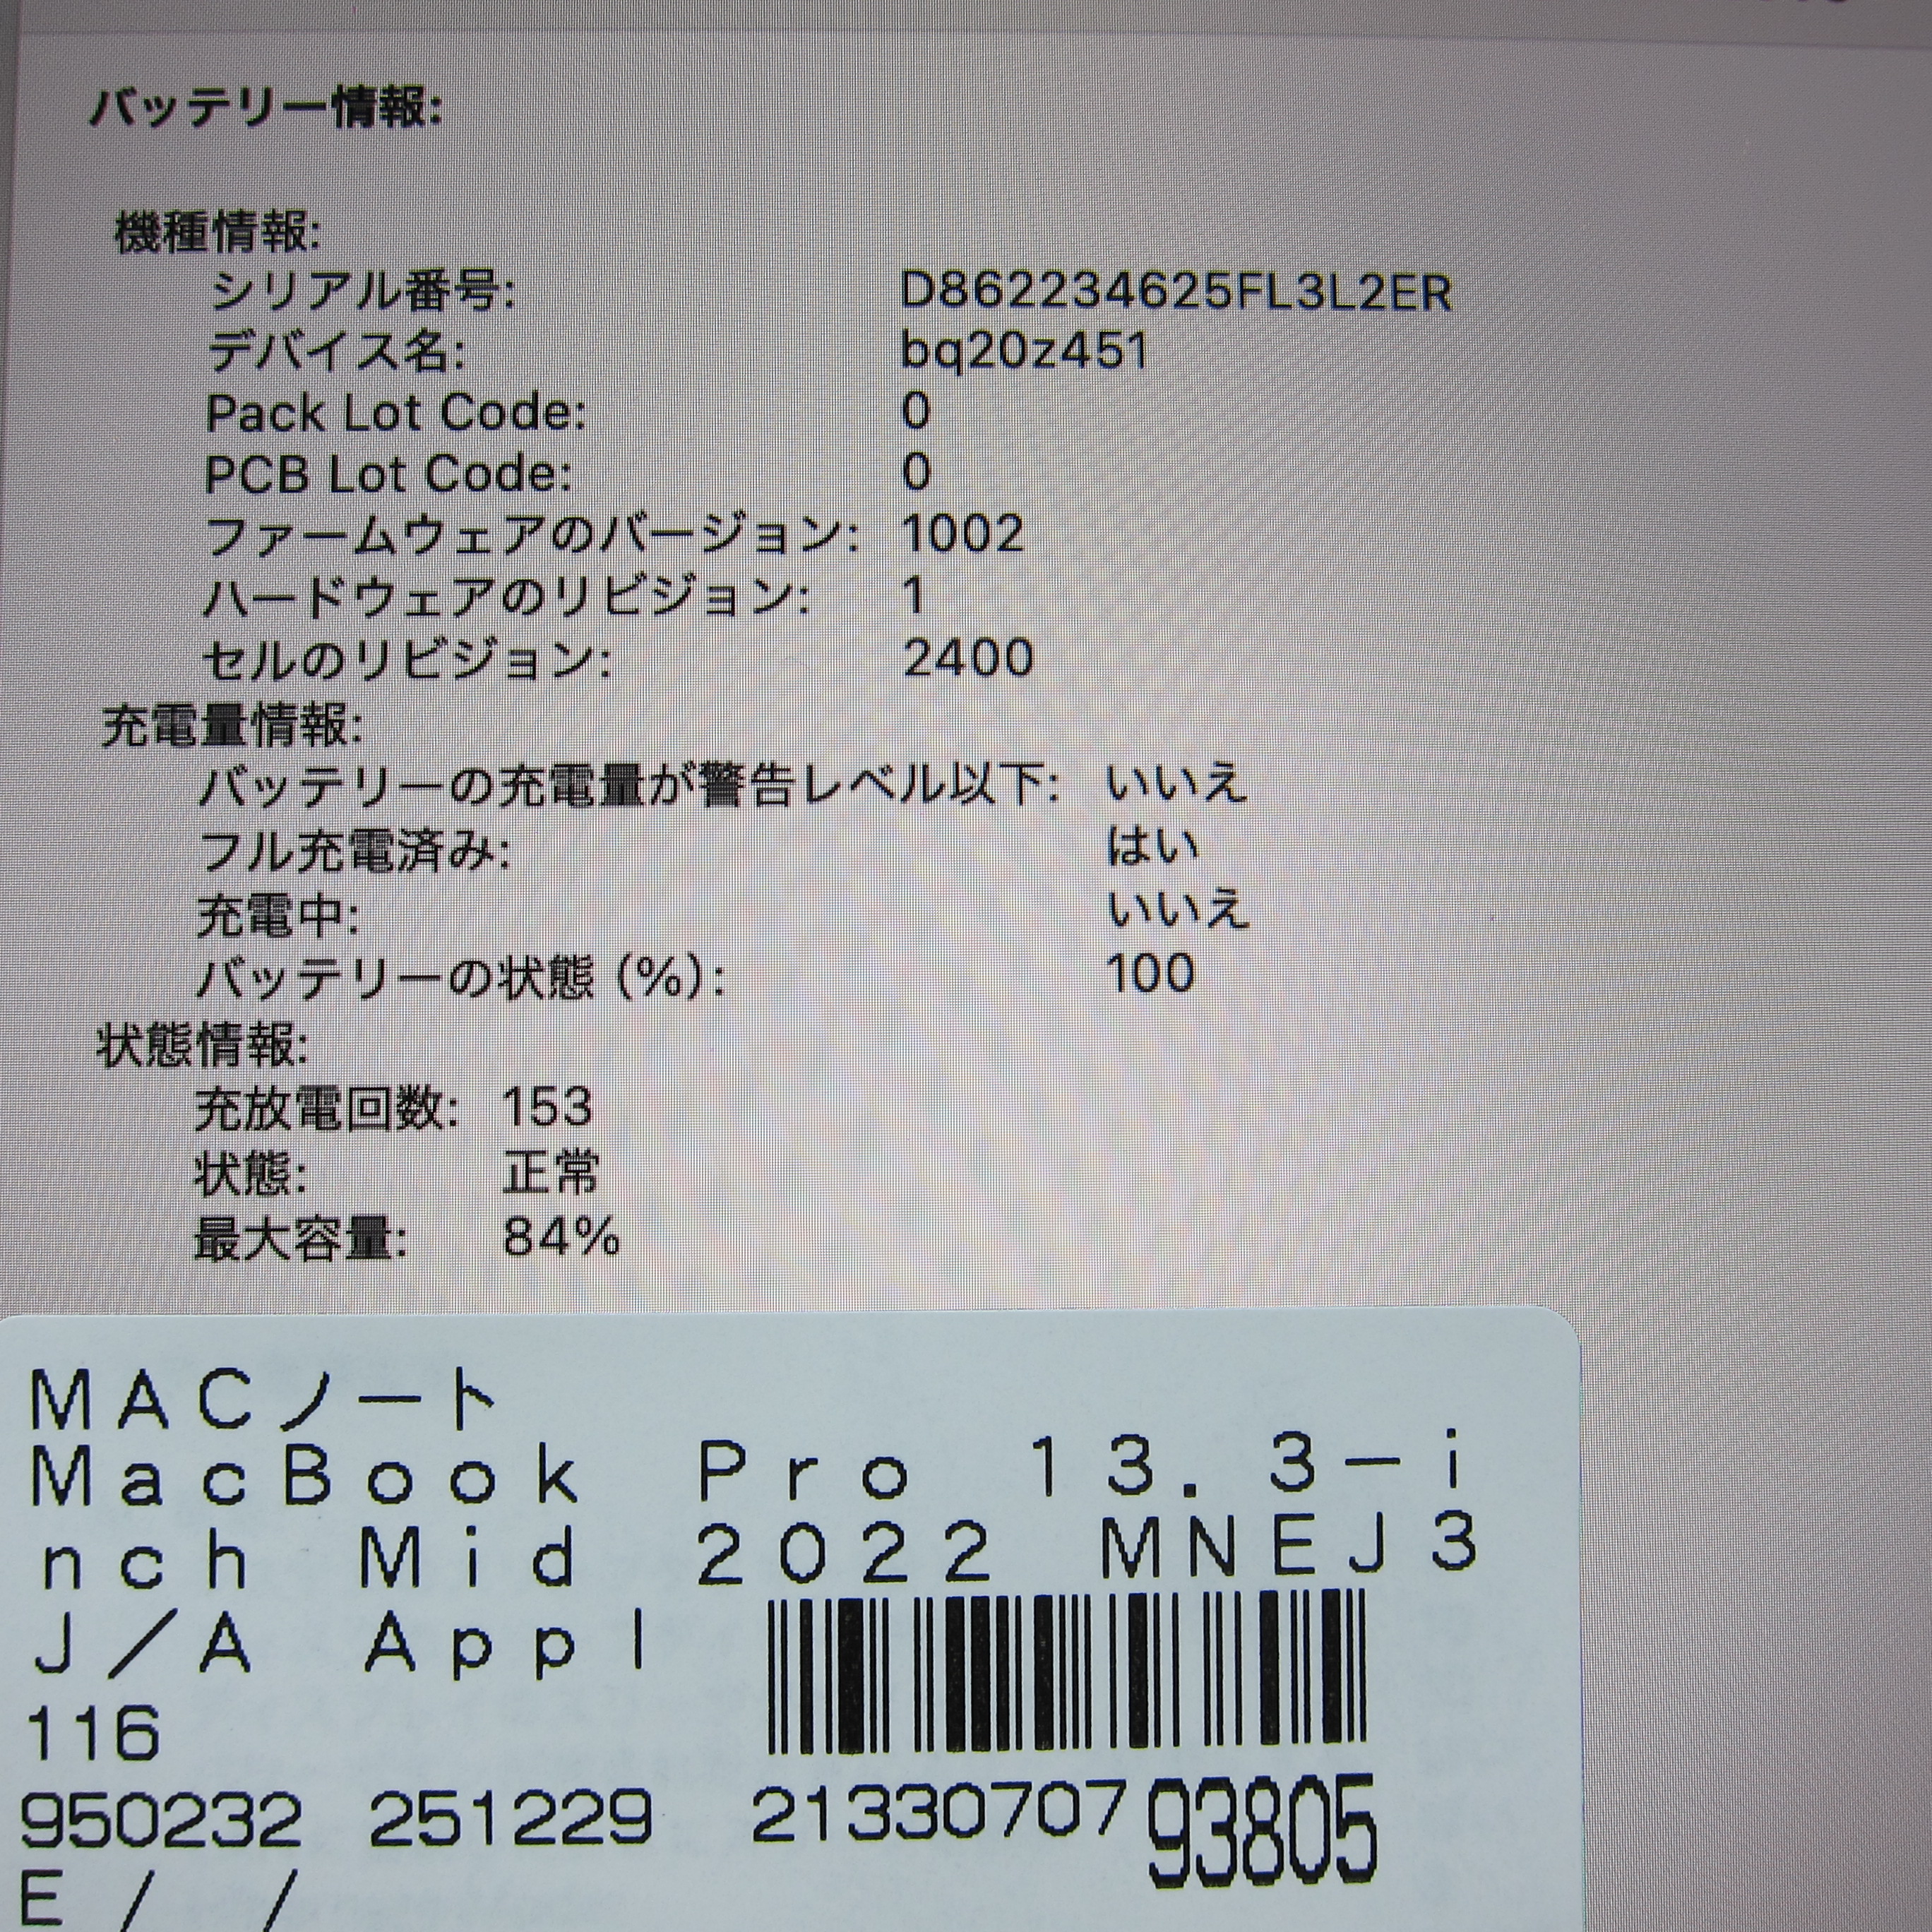 バッテリー情報:
機種情報:
シリアル番号: D862234625FL3L2ER
デバイス名: bq20z451
Pack Lot Code: 0
PCB Lot Code: 0
ファームウェアのバージョン: 1002
ハードウェアのリビジョン: 1
セルのリビジョン: 2400
充電量情報:
バッテリーの充電量が警告レベル以下: いいえ
フル充電済み: はい
充電中: いいえ
バッテリーの状態 (%): 100
状態情報:
充放電回数: 153
状態: 正常
最大容量: 84%
MACノート
MacBook Pro 13.3-i
nch Mid 2022 MNEJ3
J/A Appl
116
950232 251229 2133070793805
E / /